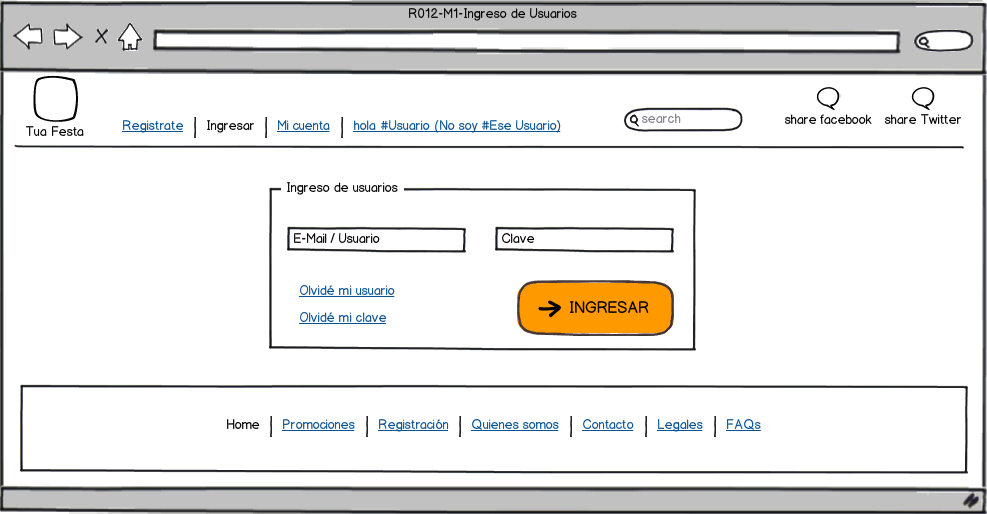 R012-M1-Ingreso de Usuarios
Tua Festa
Registrate
Ingresar
Mi cuenta
hola #Usuario (No soy #Ese Usuario)
search
share facebook
share Twitter
Ingreso de usuarios
E-Mail / Usuario
Clave
Olvidé mi usuario
Olvidé mi clave
INGRESAR
Home
Promociones
Registración
Quienes somos
Contacto
Legales
FAQs